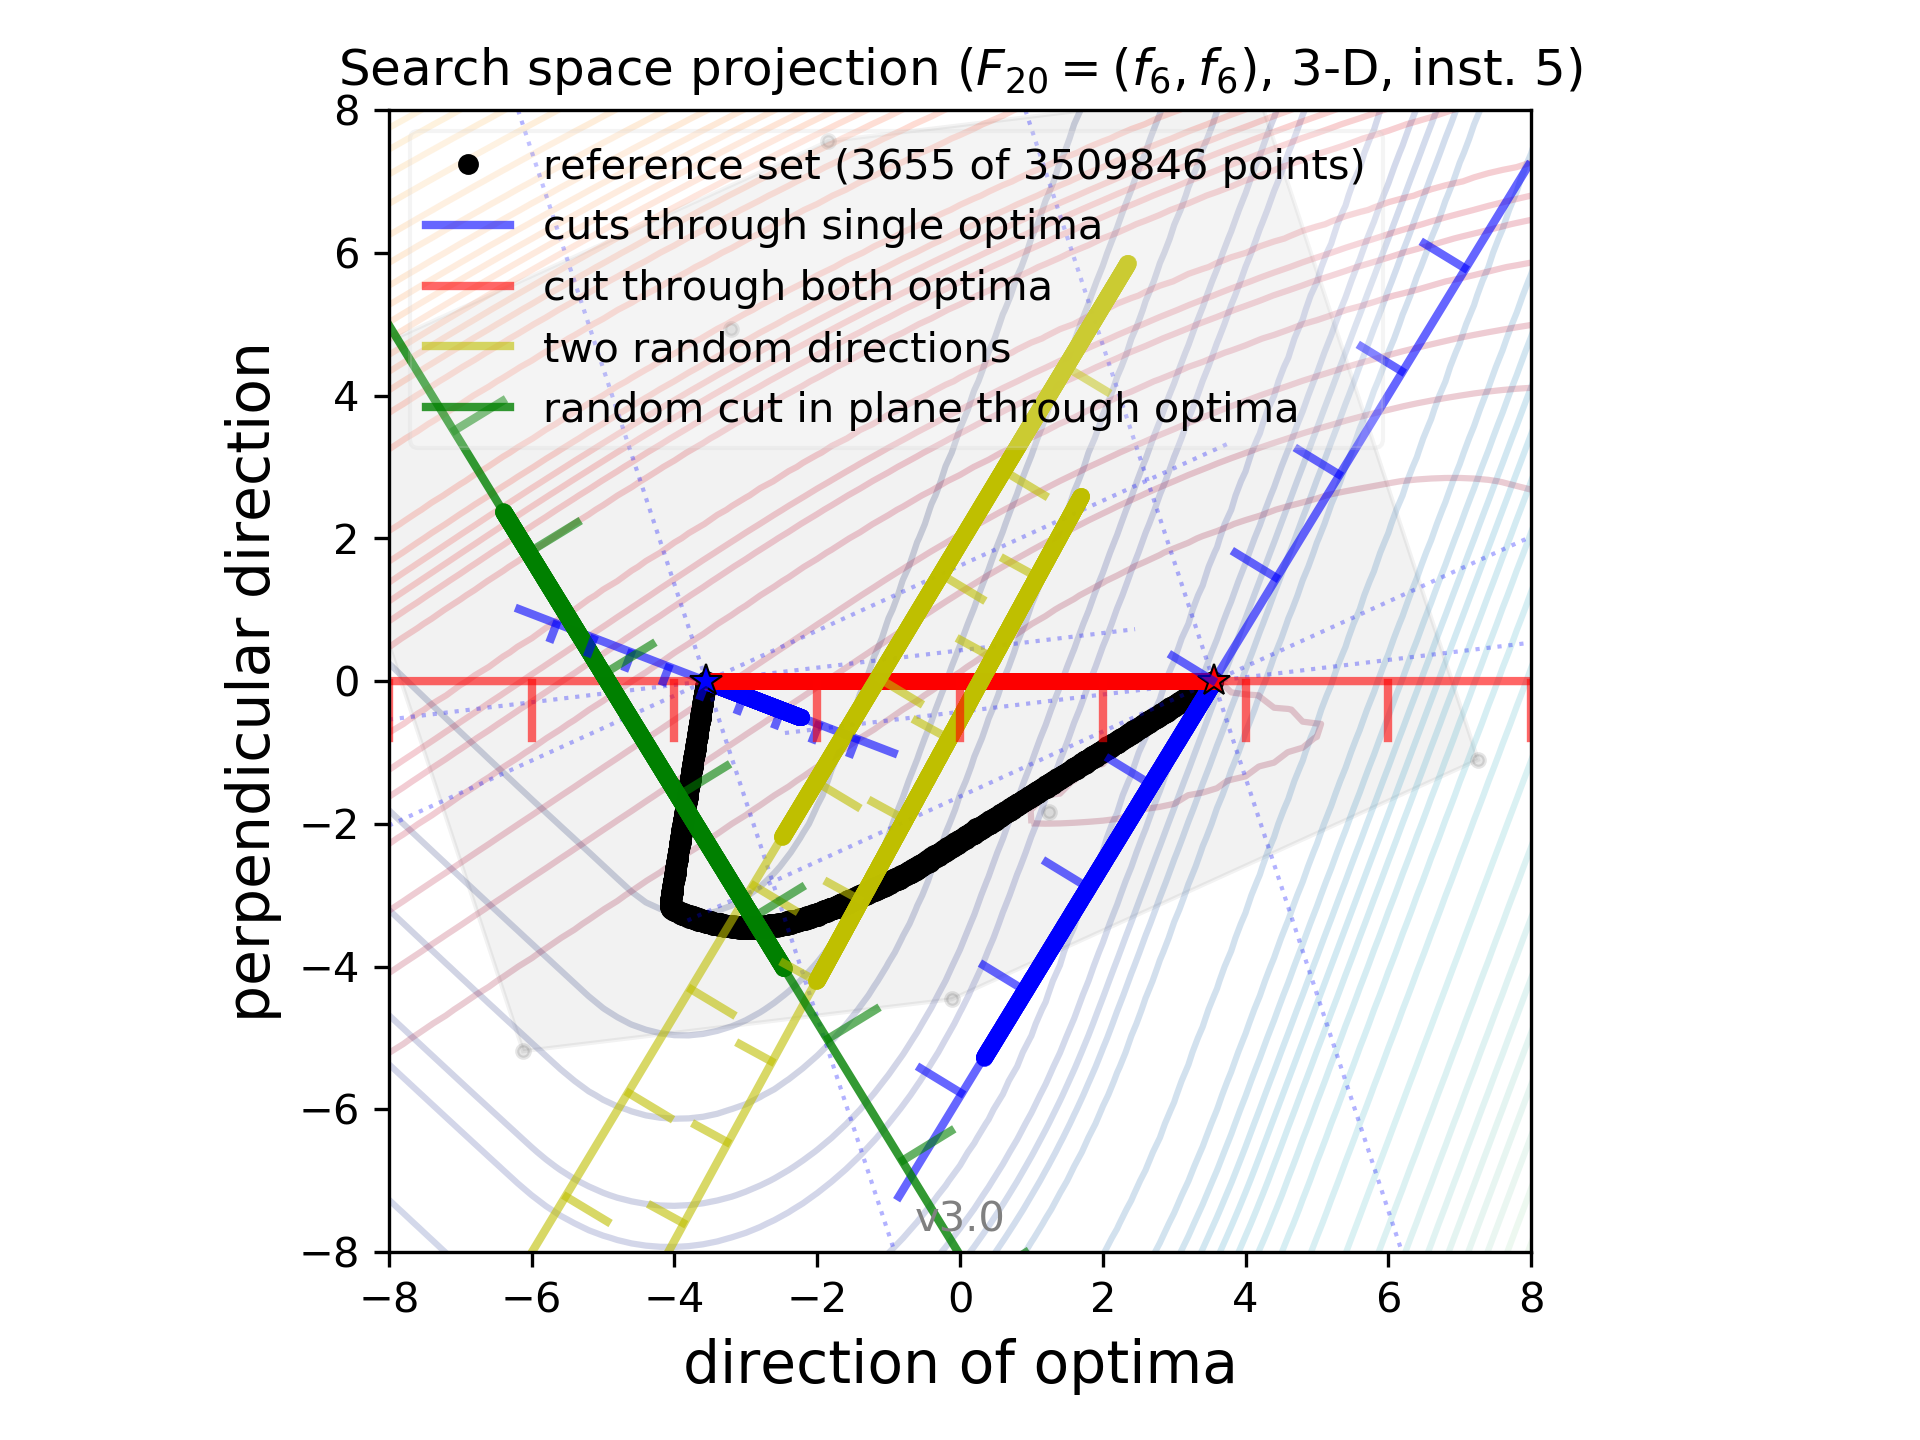 Search space projection (F₂₀ = (f₆, f₆), 3-D, inst. 5)
reference set (3655 of 3509846 points)
cuts through single optima
cut through both optima
two random directions
random cut in plane through optima
perpendicular direction
8
6
4
2
0
−2
−4
−6
−8
v3.0
−8 −6 −4 −2 0 2 4 6 8
direction of optima